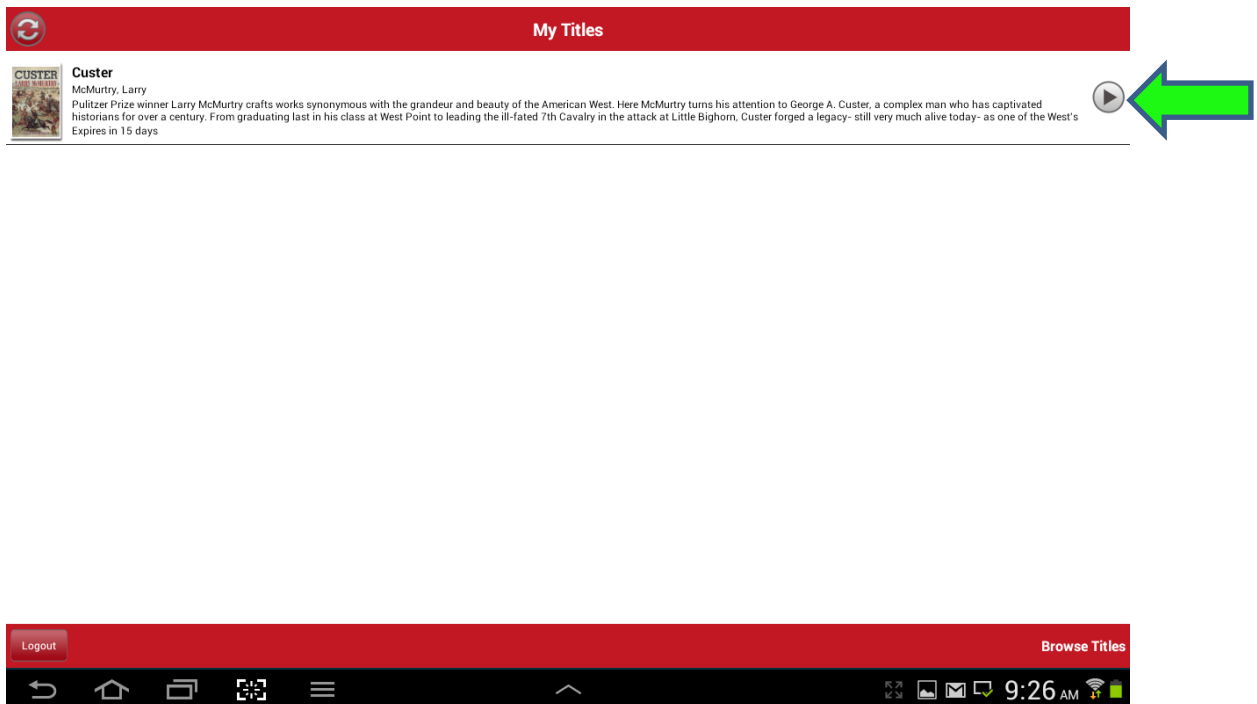 My Titles
CUSTER
LARRY McMURTRY
Custer
McMurtry, Larry
Pulitzer Prize winner Larry McMurtry crafts works synonymous with the grandeur and beauty of the American West. Here McMurtry turns his attention to George A. Custer, a complex man who has captivated
historians for over a century. From graduating last in his class at West Point to leading the ill-fated 7th Cavalry in the attack at Little Bighorn, Custer forged a legacy- still very much alive today- as one of the West's
Expires in 15 days
Logout
Browse Titles
9:26 AM